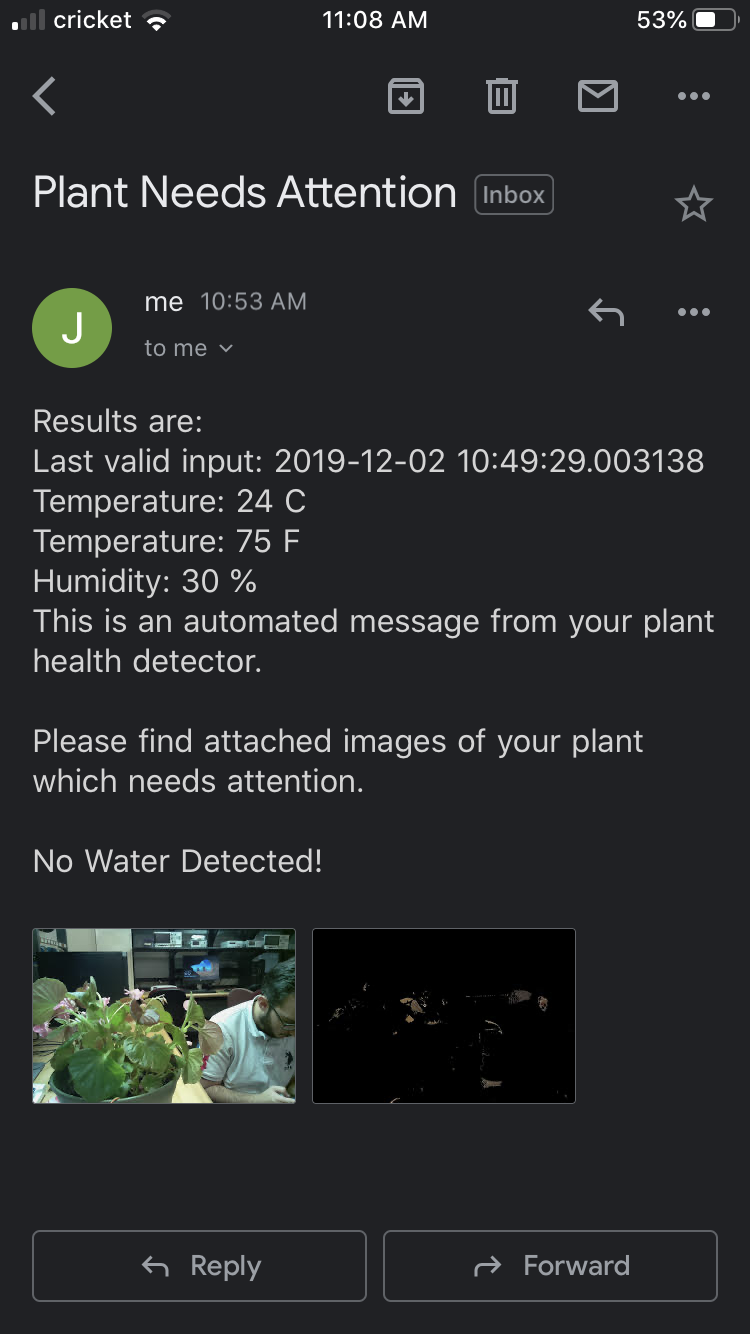 cricket 11:08 AM 53%
Plant Needs Attention Inbox
J
me 10:53 AM
to me
Results are:
Last valid input: 2019-12-02 10:49:29.003138
Temperature: 24 C
Temperature: 75 F
Humidity: 30 %
This is an automated message from your plant
health detector.
Please find attached images of your plant
which needs attention.
No Water Detected!
Reply Forward